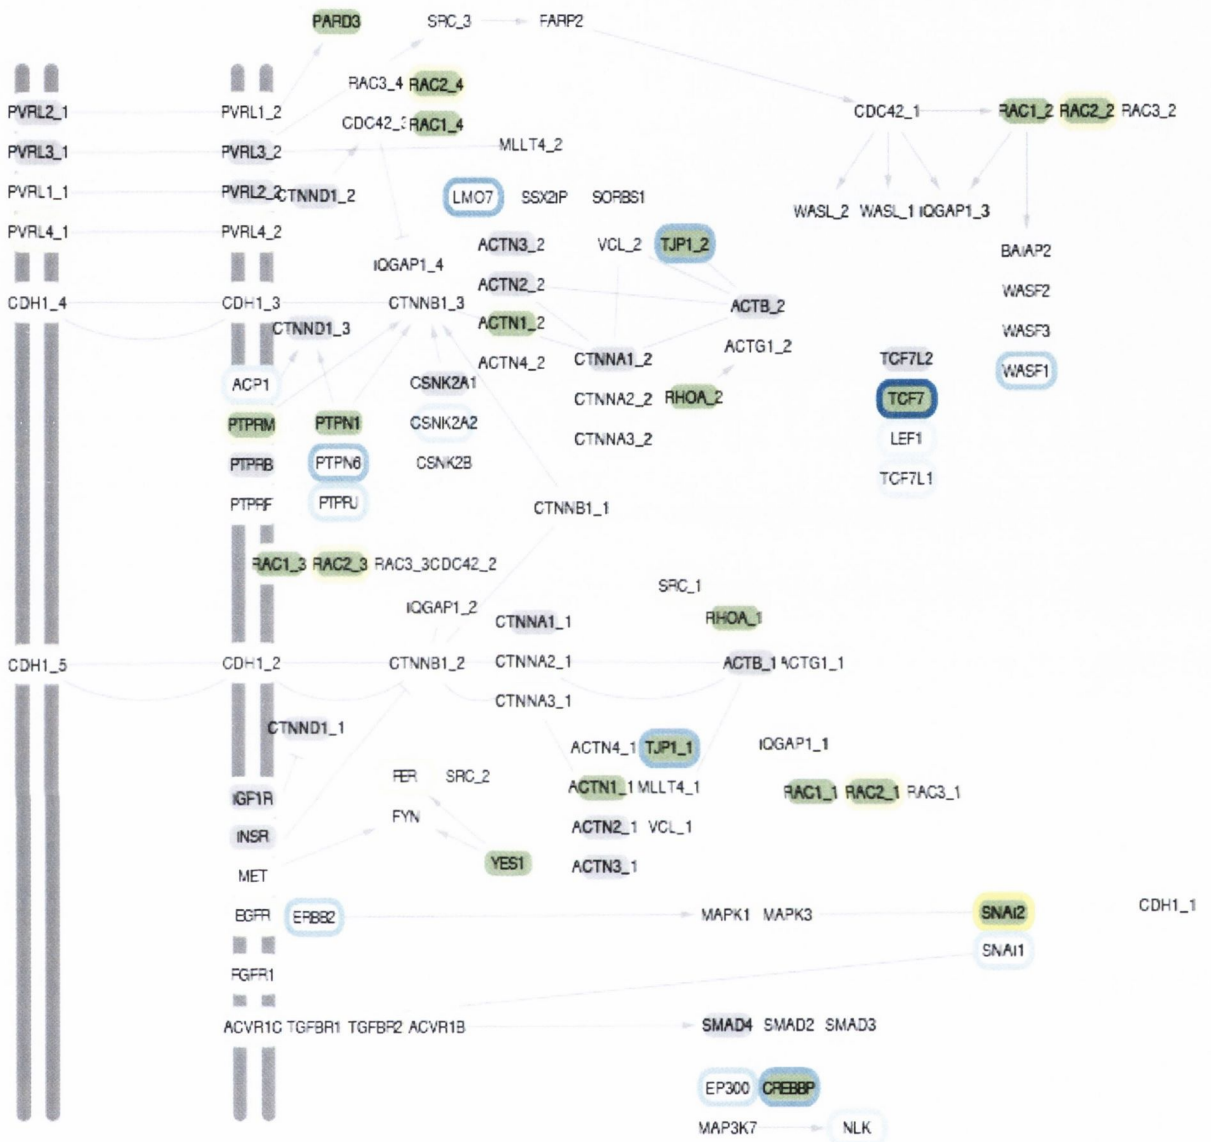 PARD3 SRC_3 FARP2
RAC3_4 RAC2_4
PVRL2_1 PVRL1_2 CDC42_3 RAC1_4 CDC42_1 RAC1_2 RAC2_2 RAC3_2
PVRL3_1 PVRL3_2 MLLT4_2
PVRL1_1 PVRL2_2 CTNND1_2 LMO7 SSX2IP SORBS1
WASL_2 WASL_1 IQGAP1_3
PVRL4_1 PVRL4_2 ACTN3_2 VCL_2 TJP1_2 BAIAP2
IQGAP1_4
ACTN2_2 WASF2
CDH1_4 CDH1_3 CTNNB1_3 ACTB_2
CTNND1_3 ACTN1_2 WASF3
ACTN4_2 CTNNA1_2 ACTG1_2 TCF7L2 WASF1
ACP1 CSNK2A1
CTNNA2_2 RHOA_2 TCF7
PTPRM PTPN1 CSNK2A2
CTNNA3_2 LEF1
PTPRB PTPN6 CSNK2B
TCF7L1
PTPRF PTPRJ CTNNB1_1
RAC1_3 RAC2_3 RAC3_3 CDC42_2
SRC_1
IQGAP1_2 CTNNA1_1 RHOA_1
CDH1_5 CDH1_2 CTNNB1_2 CTNNA2_1 ACTB_1 ACTG1_1
CTNNA3_1
CTNND1_1
ACTN4_1 TJP1_1 IQGAP1_1
FER SRC_2
IGF1R ACTN1_1 MLLT4_1 RAC1_1 RAC2_1 RAC3_1
FYN
INSR ACTN2_1 VCL_1
YES1 ACTN3_1
MET
EGFR ERBB2 MAPK1 MAPK3 SNAI2 CDH1_1
SNAI1
FGFR1
ACVR1C TGFBR1 TGFBR2 ACVR1B SMAD4 SMAD2 SMAD3
EP300 CREBBP
MAP3K7 NLK